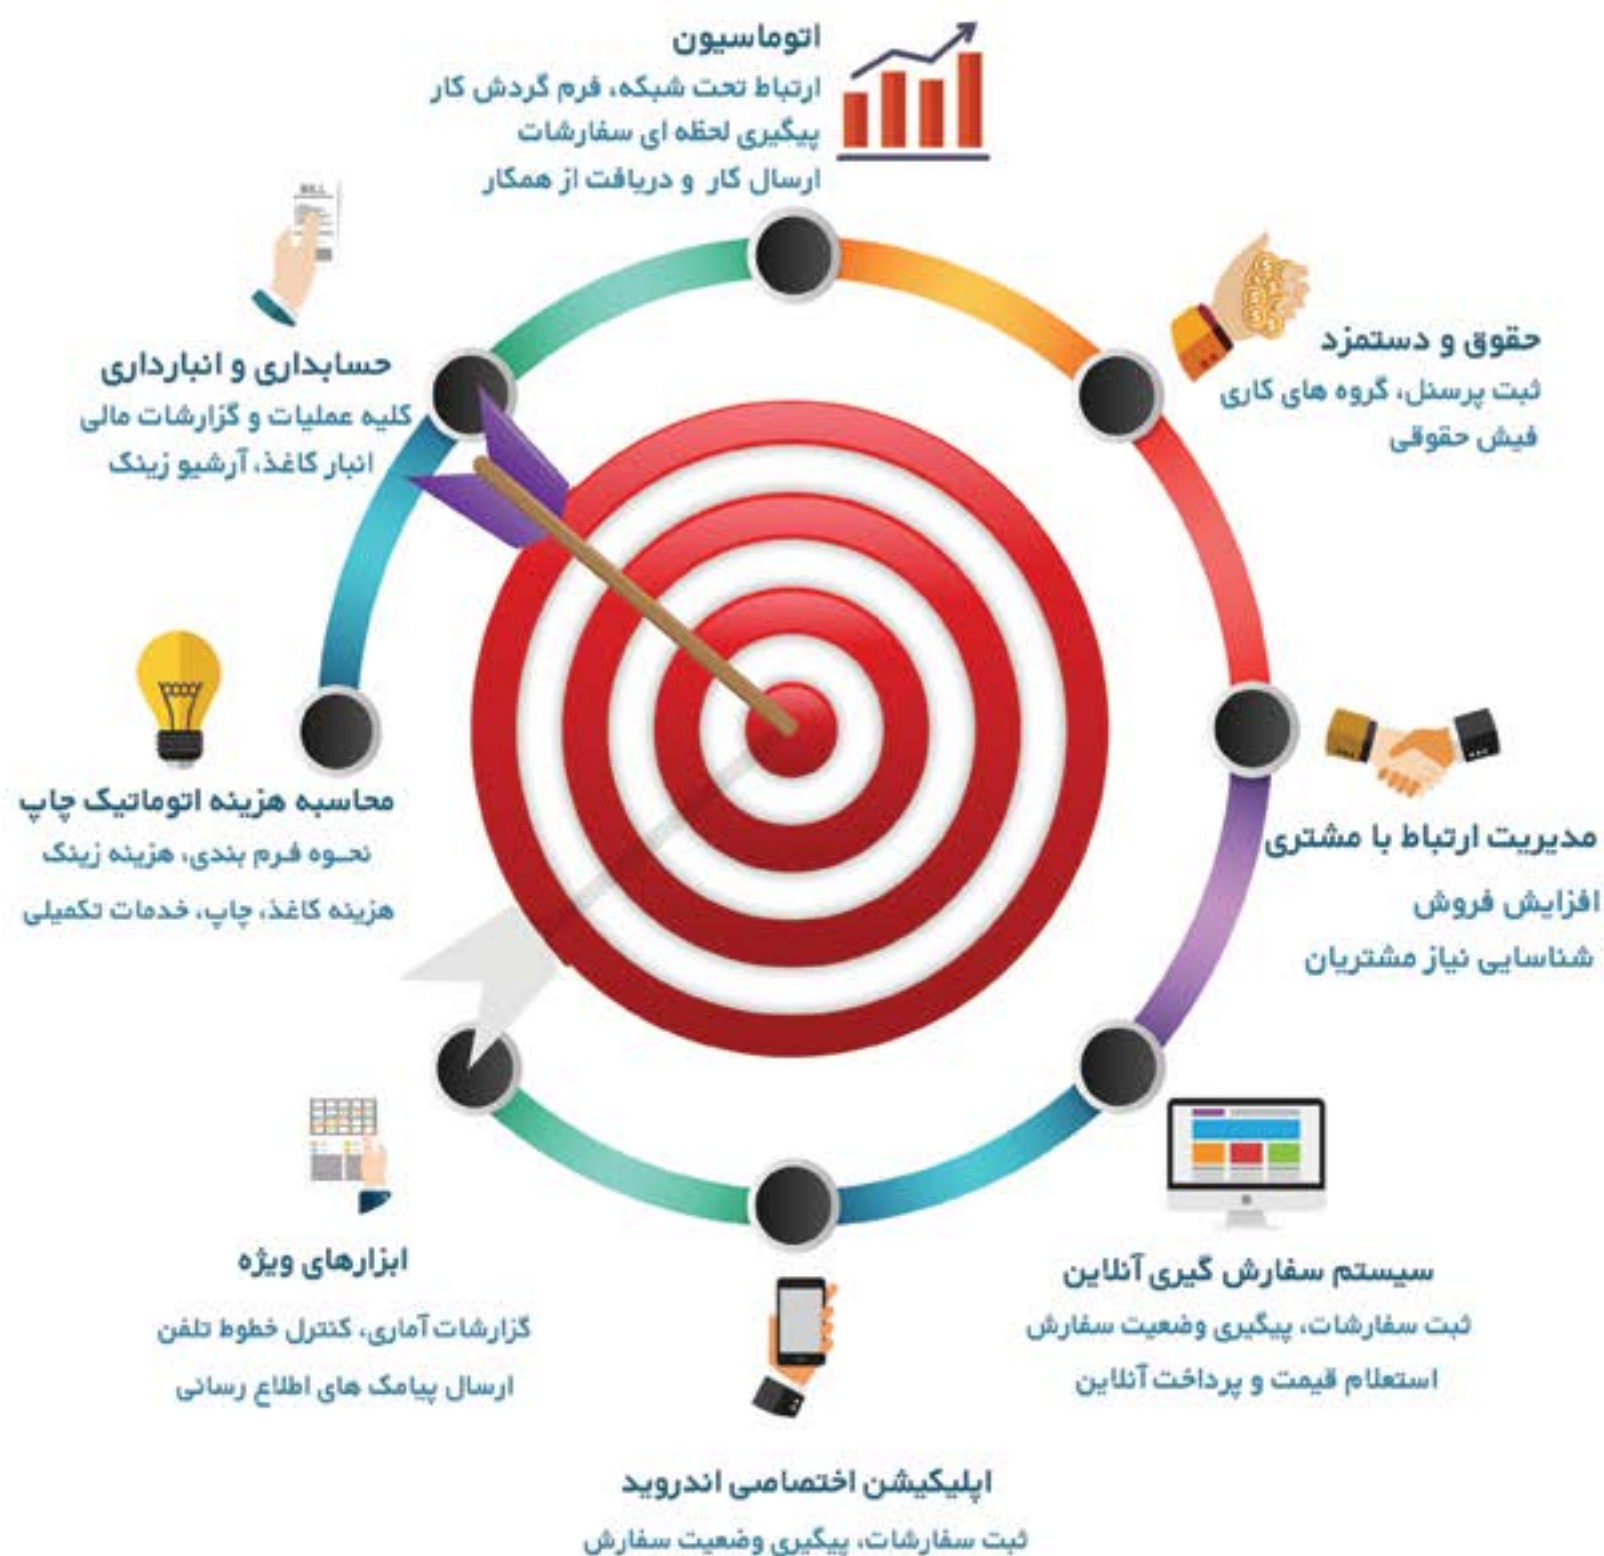 اتوماسیون
ارتباط تحت شبکه، فرم گردش کار
پیگیری لحظه ای سفارشات
ارسال کار و دریافت از همکار
BILL
حقوق و دستمزد
ثبت پرسنل، گروه های کاری
فیش حقوقی
حسابداری و انبارداری
کلیه عملیات و گزارشات مالی
انبار کاغذ، آرشیو زینک
مدیریت ارتباط با مشتری
افزایش فروش
شناسایی نیاز مشتریان
محاسبه هزینه اتوماتیک چاپ
نحوه فرم بندی، هزینه زینک
هزینه کاغذ، چاپ، خدمات تکمیلی
سیستم سفارش گیری آنلاین
ثبت سفارشات، پیگیری وضعیت سفارش
استعلام قیمت و پرداخت آنلاین
ابزارهای ویژه
گزارشات آماری، کنترل خطوط تلفن
ارسال پیامک های اطلاع رسانی
اپلیکیشن اختصاصی اندروید
ثبت سفارشات، پیگیری وضعیت سفارش